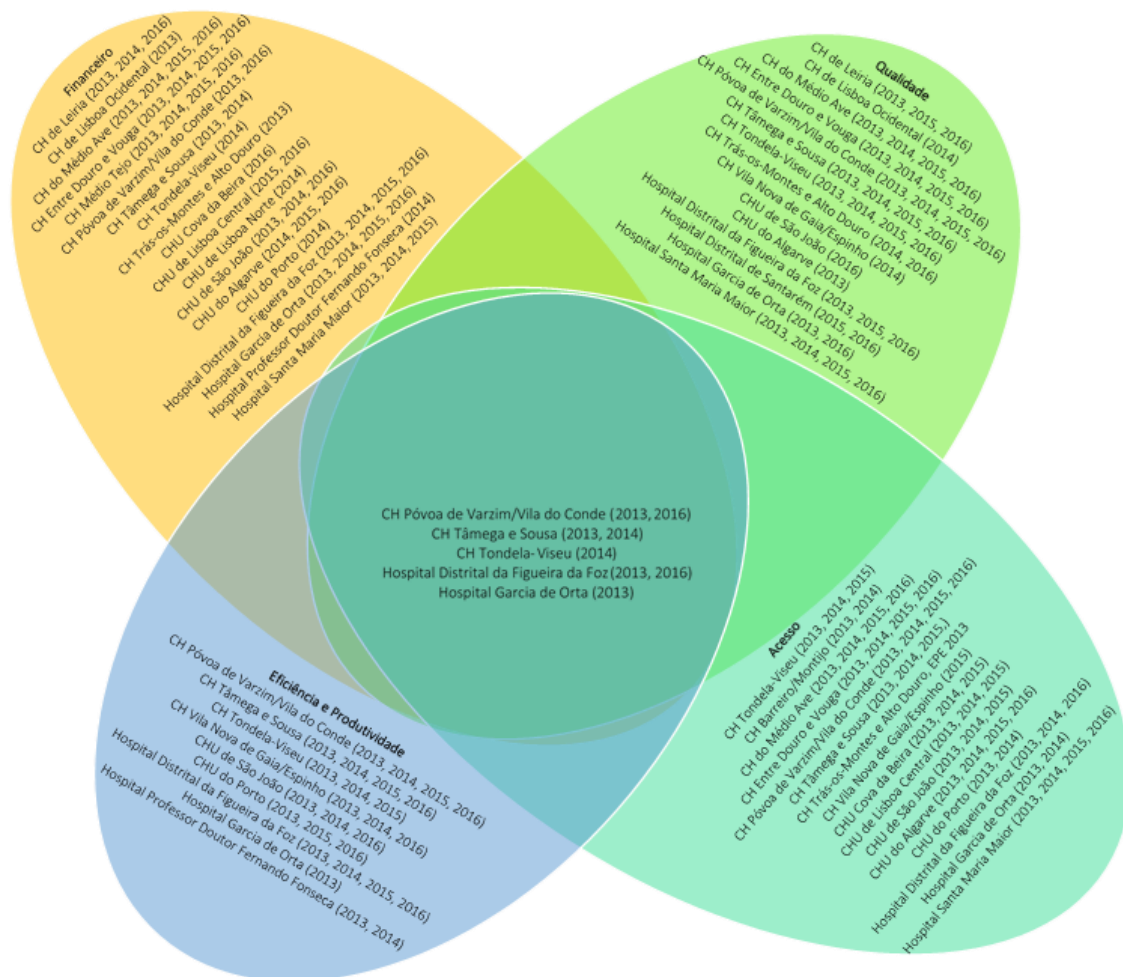 Financeiro
CH de Leiria (2013, 2014, 2016)
CH de Lisboa Ocidental (2013)
CH do Médio Ave (2013, 2014, 2015, 2016)
CH Entre Douro e Vouga (2013, 2014, 2015, 2016)
CH Médio Tejo (2013, 2014, 2015, 2016)
CH Póvoa de Varzim/Vila do Conde (2013, 2016)
CH Tâmega e Sousa (2013, 2014)
CH Tondela-Viseu (2014)
CH Trás-os-Montes e Alto Douro (2013)
CHU Cova da Beira (2016)
CHU de Lisboa Central (2015, 2016)
CHU de Lisboa Norte (2014)
CHU de São João (2013, 2014, 2016)
CHU do Algarve (2014, 2015, 2016)
CHU do Porto (2014)
Hospital Distrital da Figueira da Foz (2013, 2014, 2015, 2016)
Hospital Garcia de Orta (2013, 2014, 2015, 2016)
Hospital Professor Doutor Fernando Fonseca (2014)
Hospital Santa Maria Maior (2013, 2014, 2015)
Qualidade
CH de Leiria (2013, 2015, 2016)
CH de Lisboa Ocidental (2014)
CH do Médio Ave (2013, 2014, 2015, 2016)
CH Entre Douro e Vouga (2013, 2014, 2015, 2016)
CH Póvoa de Varzim/Vila do Conde (2013, 2014, 2015, 2016)
CH Tâmega e Sousa (2013, 2014, 2015, 2016)
CH Tondela-Viseu (2013, 2014, 2015, 2016)
CH Trás-os-Montes e Alto Douro (2014, 2016)
CH Vila Nova de Gaia/Espinho (2014)
CHU de São João (2016)
CHU do Algarve (2013)
Hospital Distrital da Figueira da Foz (2013, 2015, 2016)
Hospital Distrital de Santarém (2015, 2016)
Hospital Garcia de Orta (2013, 2016)
Hospital Santa Maria Maior (2013, 2014, 2015, 2016)
CH Póvoa de Varzim/Vila do Conde (2013, 2016)
CH Tâmega e Sousa (2013, 2014)
CH Tondela- Viseu (2014)
Hospital Distrital da Figueira da Foz (2013, 2016)
Hospital Garcia de Orta (2013)
Eficiência e Produtividade
CH Póvoa de Varzim/Vila do Conde (2013, 2014, 2015, 2016)
CH Tâmega e Sousa (2013, 2014, 2015, 2016)
CH Tondela-Viseu (2013, 2014, 2015)
CH Vila Nova de Gaia/Espinho (2013, 2014, 2016)
CHU de São João (2013, 2014, 2016)
CHU do Porto (2013, 2015, 2016)
Hospital Distrital da Figueira da Foz (2013, 2014, 2015, 2016)
Hospital Garcia de Orta (2013)
Hospital Professor Doutor Fernando Fonseca (2013, 2014)
Acesso
CH Tondela-Viseu (2013, 2014, 2015)
CH Barreiro/Montijo (2013, 2014)
CH do Médio Ave (2013, 2014, 2015, 2016)
CH Entre Douro e Vouga (2013, 2014, 2015, 2016)
CH Póvoa de Varzim/Vila do Conde (2013, 2014, 2015, 2016)
CH Tâmega e Sousa (2013, 2014, 2015,)
CH Trás-os-Montes e Alto Douro, EPE 2013
CH Vila Nova de Gaia/Espinho (2015)
CHU Cova da Beira (2013, 2014, 2015)
CHU de Lisboa Central (2013, 2014, 2015)
CHU de São João (2013, 2014, 2015)
CHU do Algarve (2013, 2014, 2015, 2016)
CHU do Porto (2013, 2014)
Hospital Distrital da Figueira da Foz (2013, 2014, 2016)
Hospital Garcia de Orta (2013, 2014)
Hospital Santa Maria Maior (2013, 2014, 2015, 2016)